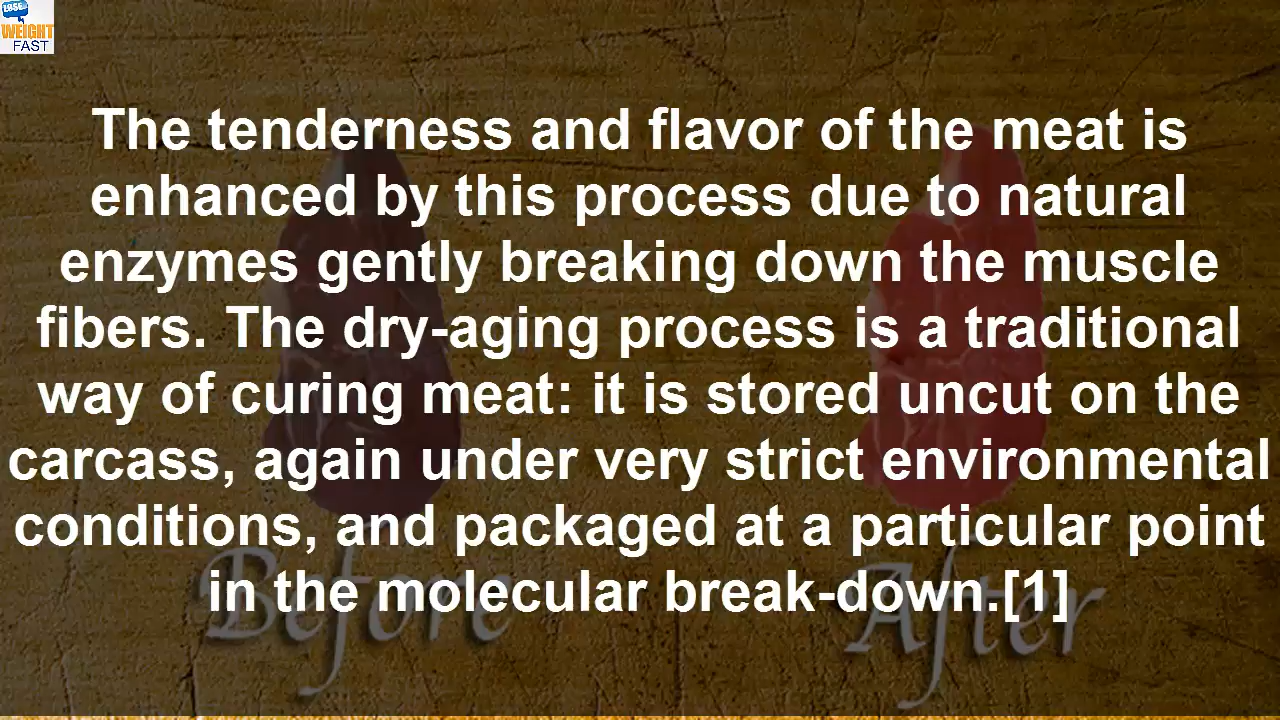 LOSE
WEIGHT
FAST
The tenderness and flavor of the meat is
enhanced by this process due to natural
enzymes gently breaking down the muscle
fibers. The dry-aging process is a traditional
way of curing meat: it is stored uncut on the
carcass, again under very strict environmental
conditions, and packaged at a particular point
in the molecular break-down.[1]
Before After